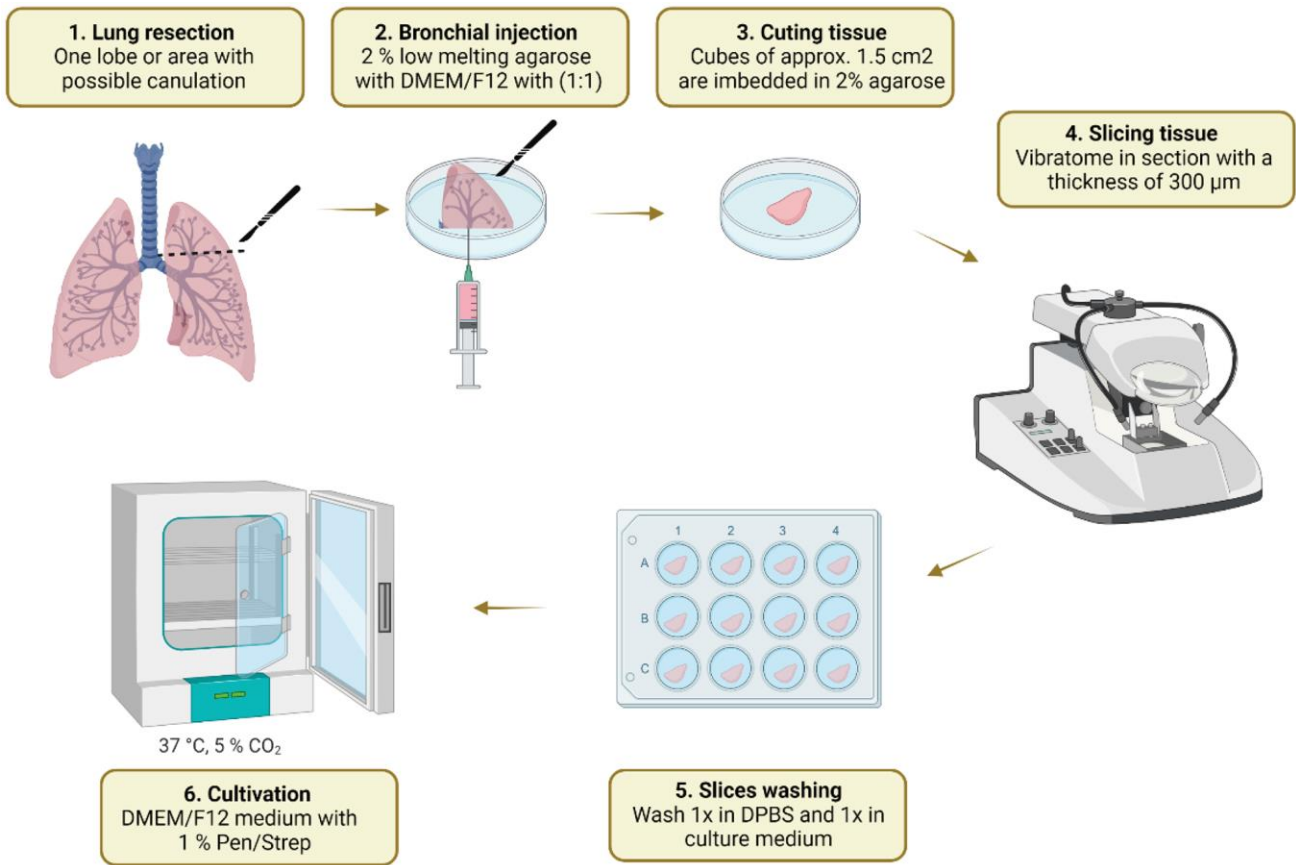 1. Lung resection
One lobe or area with
possible canulation
2. Bronchial injection
2 % low melting agarose
with DMEM/F12 with (1:1)
3. Cuting tissue
Cubes of approx. 1.5 cm2
are imbedded in 2% agarose
4. Slicing tissue
Vibratome in section with a
thickness of 300 μm
1 2 3 4
A
B
C
37 °C, 5 % CO₂
5. Slices washing
Wash 1x in DPBS and 1x in
culture medium
6. Cultivation
DMEM/F12 medium with
1 % Pen/Strep